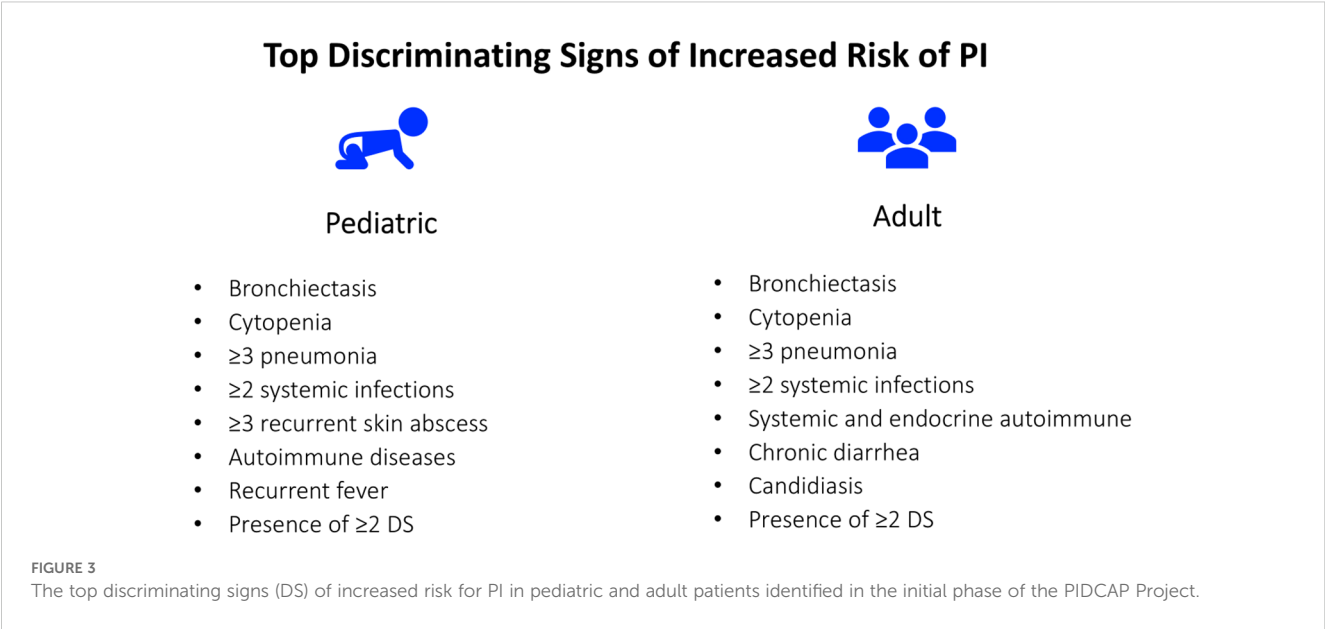 Top Discriminating Signs of Increased Risk of PI
Pediatric
• Bronchiectasis
• Cytopenia
• ≥3 pneumonia
• ≥2 systemic infections
• ≥3 recurrent skin abscess
• Autoimmune diseases
• Recurrent fever
• Presence of ≥2 DS
Adult
• Bronchiectasis
• Cytopenia
• ≥3 pneumonia
• ≥2 systemic infections
• Systemic and endocrine autoimmune
• Chronic diarrhea
• Candidiasis
• Presence of ≥2 DS
FIGURE 3
The top discriminating signs (DS) of increased risk for PI in pediatric and adult patients identified in the initial phase of the PIDCAP Project.